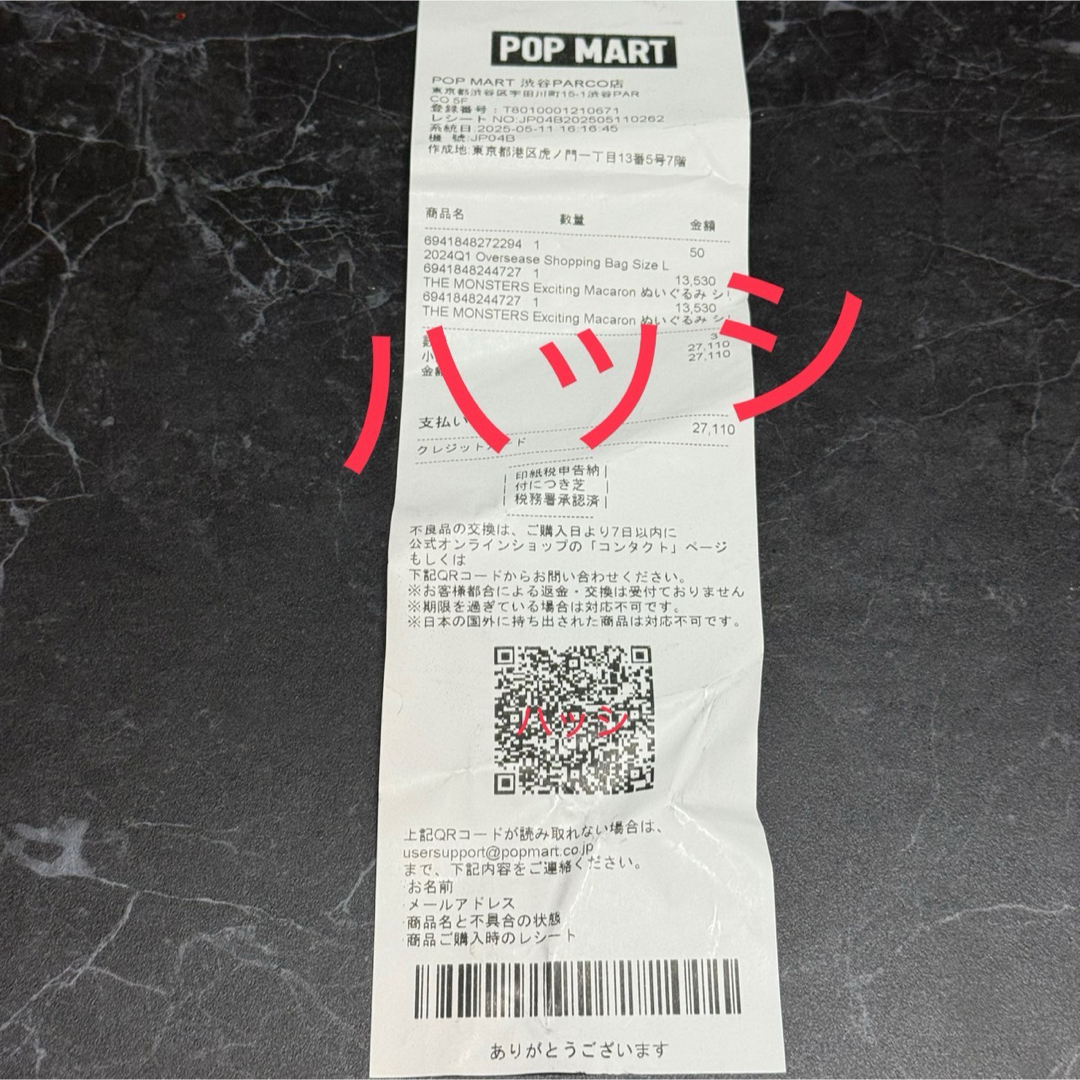 POP MART
POP MART 渋谷PARCO店
東京都渋谷区宇田川町15-1渋谷PAR
CO 5F
登録番号：T8010001210671
レシート NO:JP04B202505110262
系統日:2025-05-11 16:16:45
機 號:JP04B
作成地:東京都港区虎ノ門一丁目13番5号7階
商品名 数量 金額
6941848272294 1 50
2024Q1 Oversease Shopping Bag Size L
6941848244727 1 13,530
THE MONSTERS Exciting Macaron ぬいぐるみ シ
6941848244727 1 13,530
THE MONSTERS Exciting Macaron ぬいぐるみ シ
3
小 27,110
金額 27,110
ハッシ
支払い
クレジットカード 27,110
印紙税申告納
付につき芝
税務署承認済
不良品の交換は、ご購入日より7日以内に
公式オンラインショップの「コンタクト」ページ
もしくは
下記QRコードからお問い合わせください。
※お客様都合による返金・交換は受付ておりません
※期限を過ぎている場合は対応不可です。
※日本の国外に持ち出された商品は対応不可です。
ハッシ
上記QRコードが読み取れない場合は、
usersupport@popmart.co.jp
まで、下記内容をご連絡ください。
·お名前
·メールアドレス
·商品名と不具合の状態
·商品ご購入時のレシート
ありがとうございます